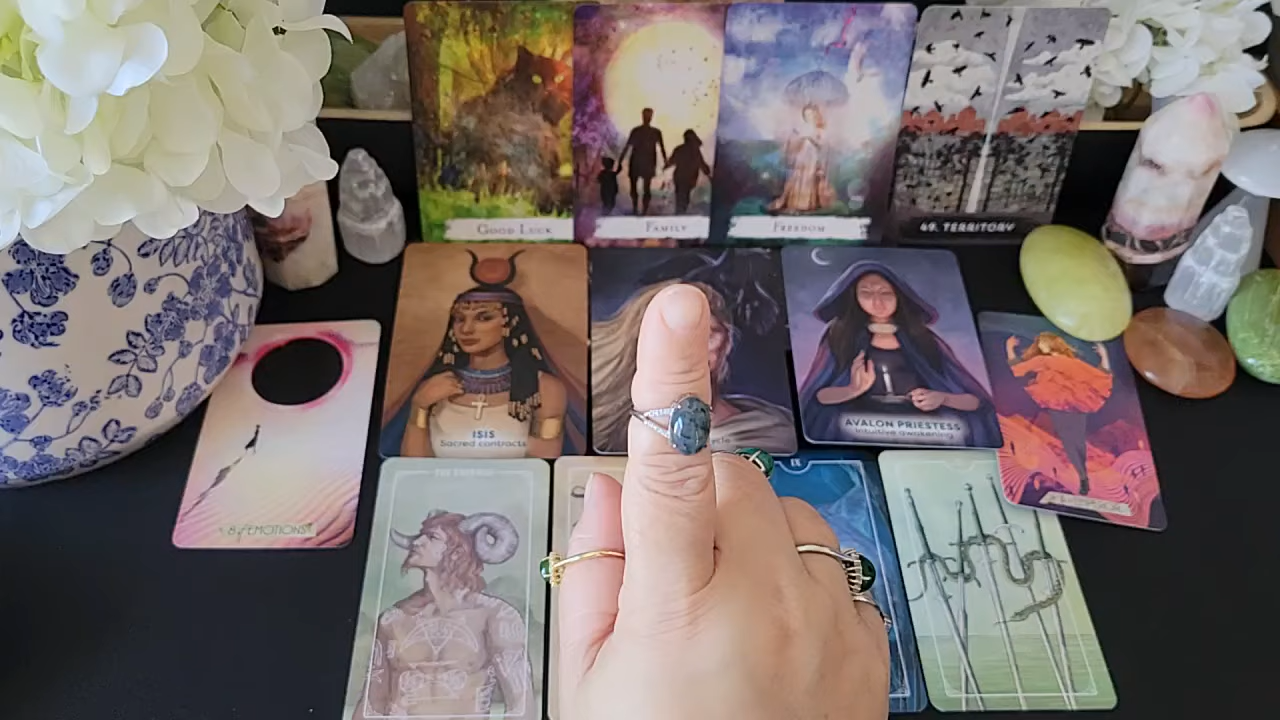 GOOD LUCK
FAMILY
FREEDOM
49. TERRITORY
ISIS
Sacred contracts
AVALON PRIESTESS
Intuitive awakening
8 of EMOTIONS